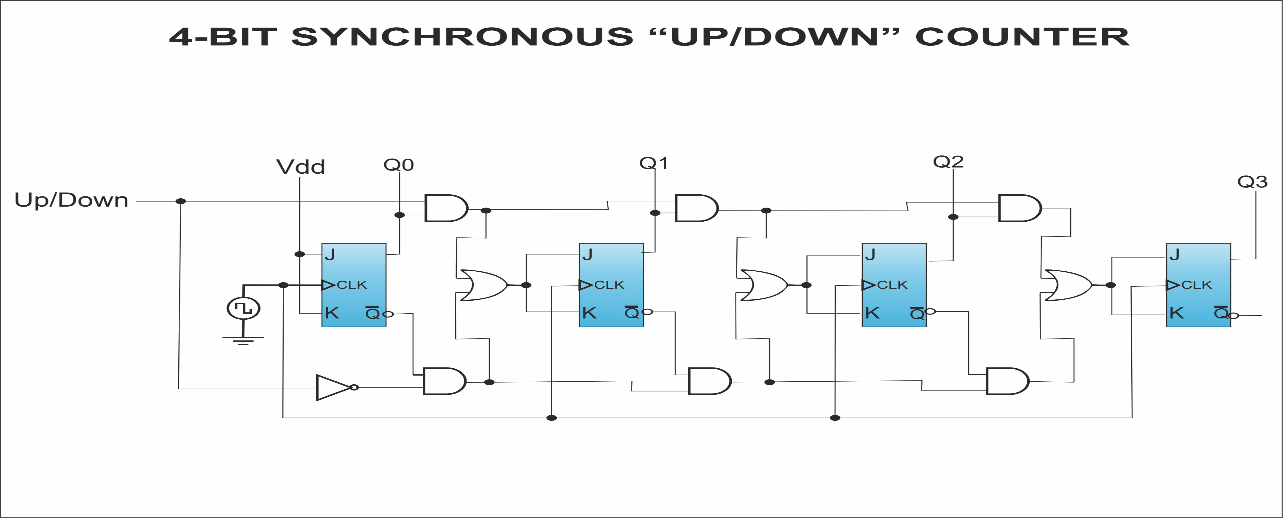 4-BIT SYNCHRONOUS “UP/DOWN” COUNTER
Vdd
Q0
Q1
Q2
Q3
Up/Down
J
CLK
K
Q̅
J
CLK
K
Q̅
J
CLK
K
Q̅
J
CLK
K
Q̅